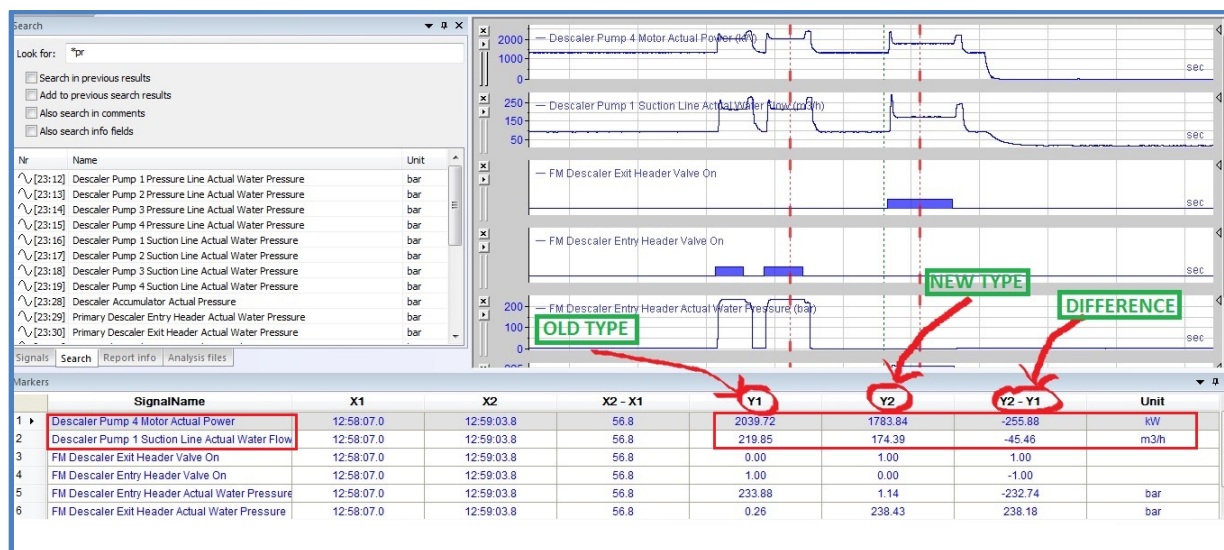 Search
Look for: *pr
Search in previous results
Add to previous search results
Also search in comments
Also search info fields
Nr Name Unit
[23:12] Descaler Pump 1 Pressure Line Actual Water Pressure bar
[23:13] Descaler Pump 2 Pressure Line Actual Water Pressure bar
[23:14] Descaler Pump 3 Pressure Line Actual Water Pressure bar
[23:15] Descaler Pump 4 Pressure Line Actual Water Pressure bar
[23:16] Descaler Pump 1 Suction Line Actual Water Pressure bar
[23:17] Descaler Pump 2 Suction Line Actual Water Pressure bar
[23:18] Descaler Pump 3 Suction Line Actual Water Pressure bar
[23:19] Descaler Pump 4 Suction Line Actual Water Pressure bar
[23:28] Descaler Accumulator Actual Pressure bar
[23:29] Primary Descaler Entry Header Actual Water Pressure bar
[23:30] Primary Descaler Exit Header Actual Water Pressure bar
Signals Search Report info Analysis files
2000 — Descaler Pump 4 Motor Actual Power (kW)
1000
0
sec
250 — Descaler Pump 1 Suction Line Actual Water Flow (m3/h)
150
50
sec
— FM Descaler Exit Header Valve On
sec
— FM Descaler Entry Header Valve On
sec
NEW TYPE
DIFFERENCE
200 — FM Descaler Entry Header Actual Water Pressure (bar)
100
OLD TYPE
0
sec
Markers
SignalName X1 X2 X2 - X1 Y1 Y2 Y2 - Y1 Unit
1 Descaler Pump 4 Motor Actual Power 12:58:07.0 12:59:03.8 56.8 2039.72 1783.84 -255.88 kW
2 Descaler Pump 1 Suction Line Actual Water Flow 12:58:07.0 12:59:03.8 56.8 219.85 174.39 -45.46 m3/h
3 FM Descaler Exit Header Valve On 12:58:07.0 12:59:03.8 56.8 0.00 1.00 1.00
4 FM Descaler Entry Header Valve On 12:58:07.0 12:59:03.8 56.8 1.00 0.00 -1.00
5 FM Descaler Entry Header Actual Water Pressure 12:58:07.0 12:59:03.8 56.8 233.88 1.14 -232.74 bar
6 FM Descaler Exit Header Actual Water Pressure 12:58:07.0 12:59:03.8 56.8 0.26 238.43 238.18 bar